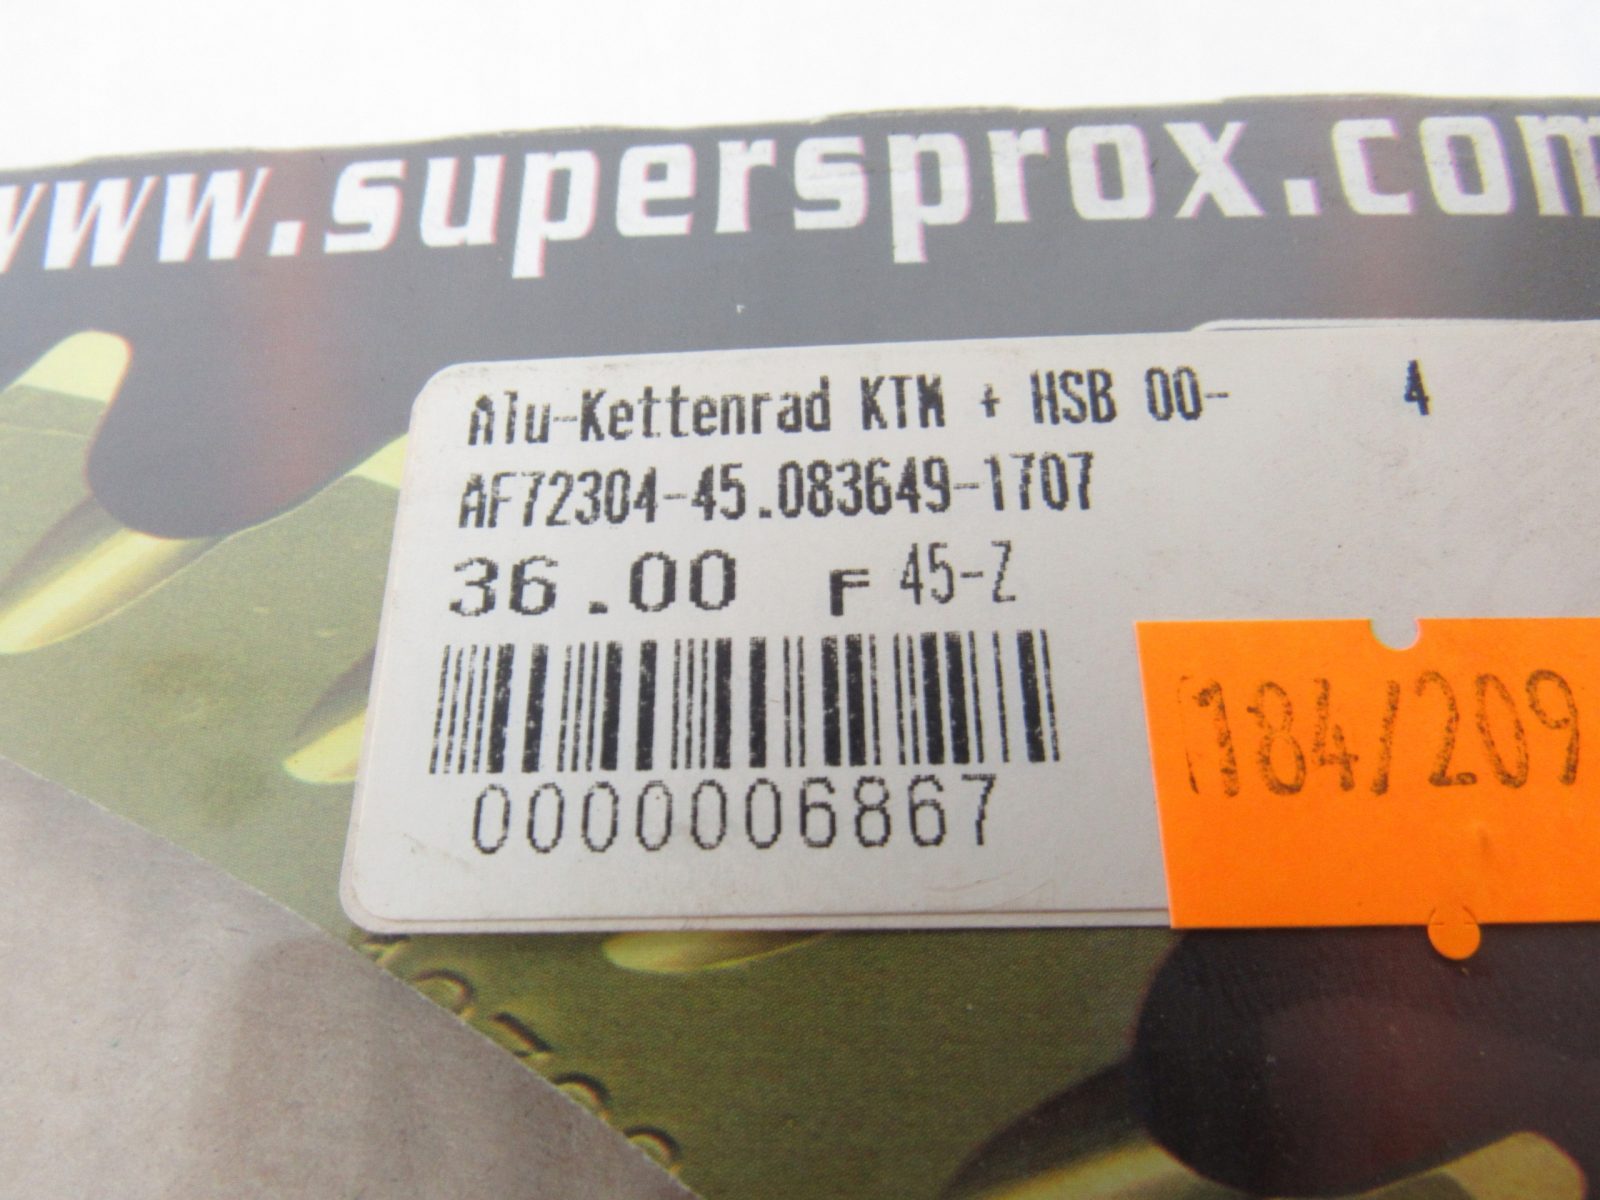 www.supersprox.com
Alu-Kettenrad KTM + HSB 00- 4
AF72304-45.083649-1707
36.00 F 45-Z
0000006867
184/209